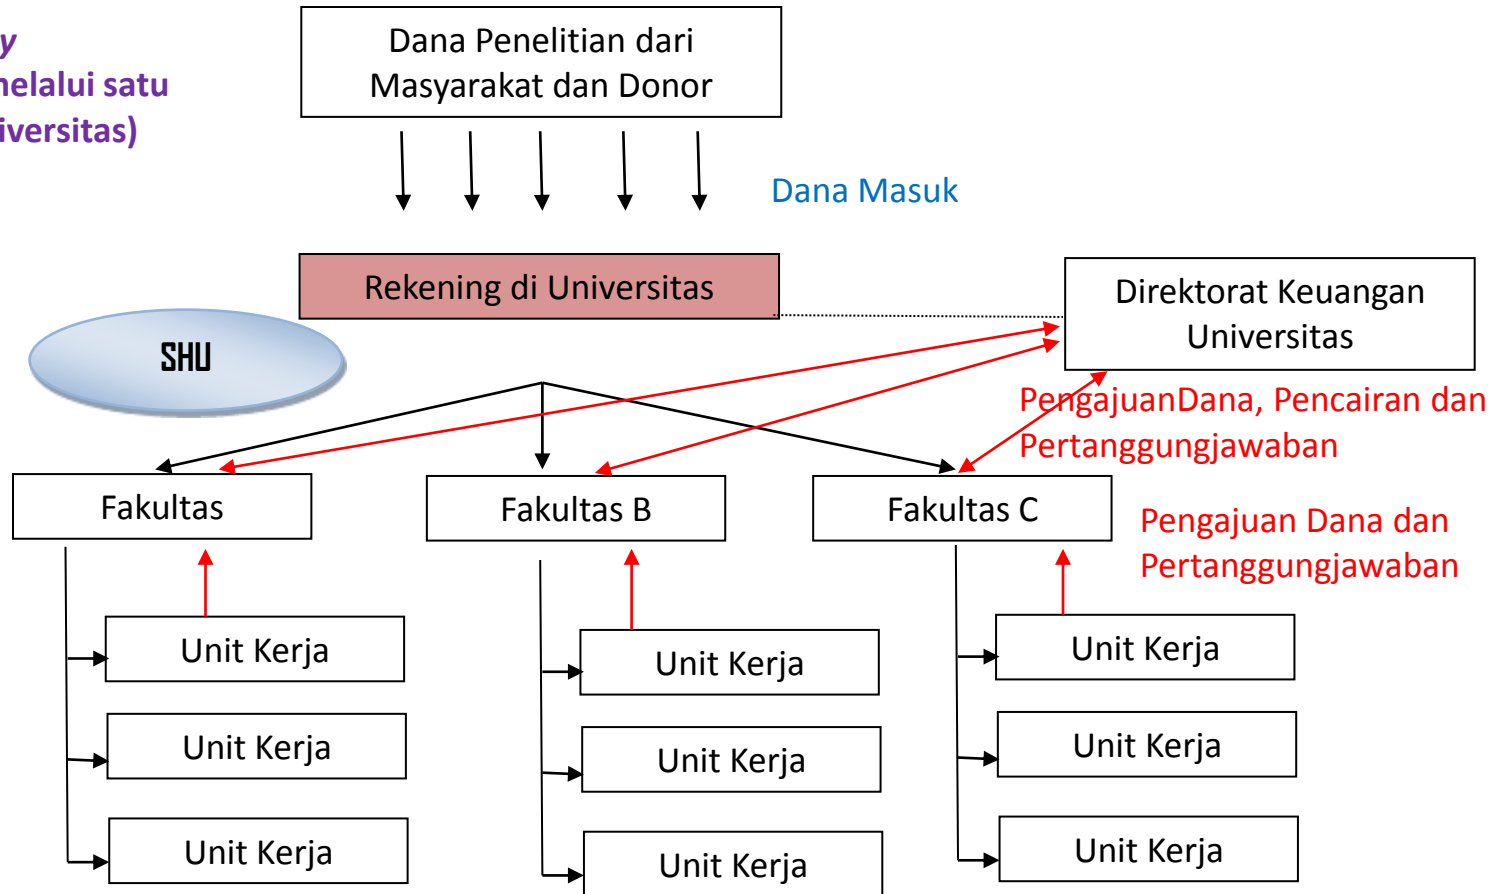 y
nelalui satu
iversitas)
Dana Penelitian dari
Masyarakat dan Donor
Dana Masuk
Rekening di Universitas
Direktorat Keuangan
Universitas
SHU
PengajuanDana, Pencairan dan
Pertanggungjawaban
Fakultas
Fakultas B
Fakultas C
Pengajuan Dana dan
Pertanggungjawaban
Unit Kerja
Unit Kerja
Unit Kerja
Unit Kerja
Unit Kerja
Unit Kerja
Unit Kerja
Unit Kerja
Unit Kerja